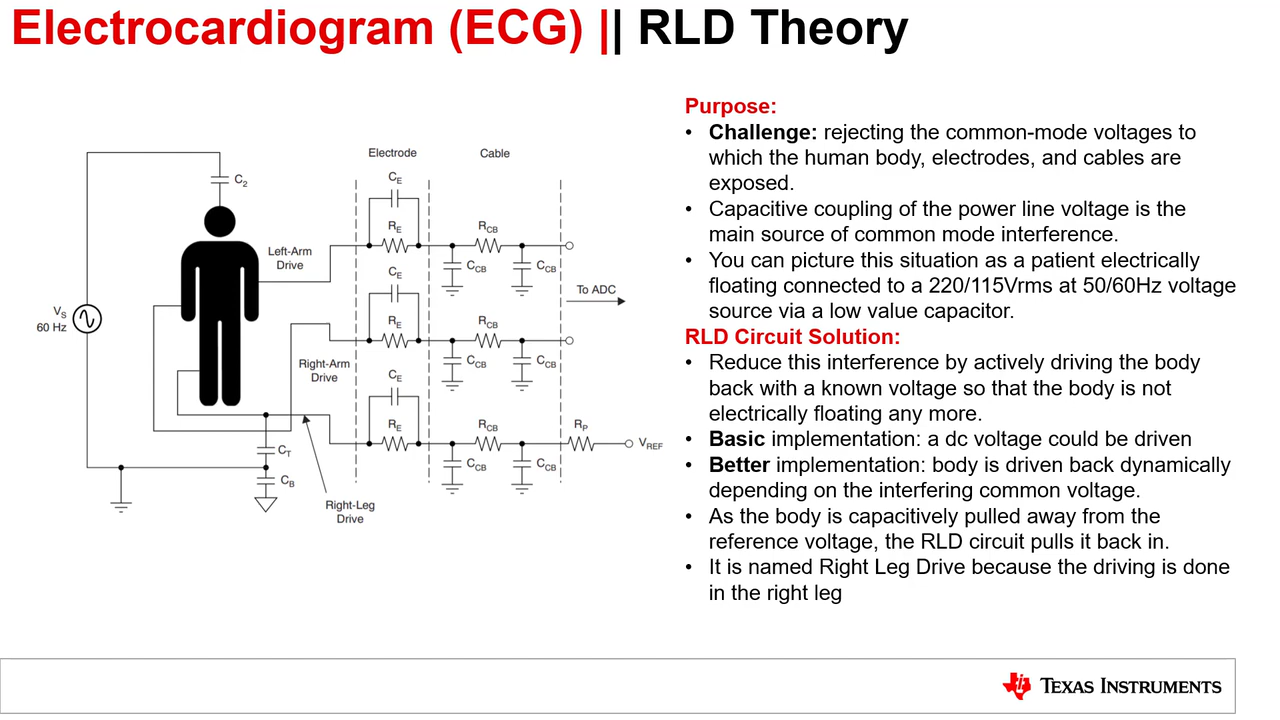 Electrocardiogram (ECG) || RLD Theory
Electrode
Cable
C2
CE
RE
RCB
Left-Arm
Drive
CCB
CCB
CE
To ADC
VS
60 Hz
RE
RCB
Right-Arm
Drive
CCB
CCB
CE
RE
RCB
RP
VREF
CT
CCB
CCB
CB
Right-Leg
Drive
Purpose:
• Challenge: rejecting the common-mode voltages to
which the human body, electrodes, and cables are
exposed.
• Capacitive coupling of the power line voltage is the
main source of common mode interference.
• You can picture this situation as a patient electrically
floating connected to a 220/115Vrms at 50/60Hz voltage
source via a low value capacitor.
RLD Circuit Solution:
• Reduce this interference by actively driving the body
back with a known voltage so that the body is not
electrically floating any more.
• Basic implementation: a dc voltage could be driven
• Better implementation: body is driven back dynamically
depending on the interfering common voltage.
• As the body is capacitively pulled away from the
reference voltage, the RLD circuit pulls it back in.
• It is named Right Leg Drive because the driving is done
in the right leg
TEXAS INSTRUMENTS